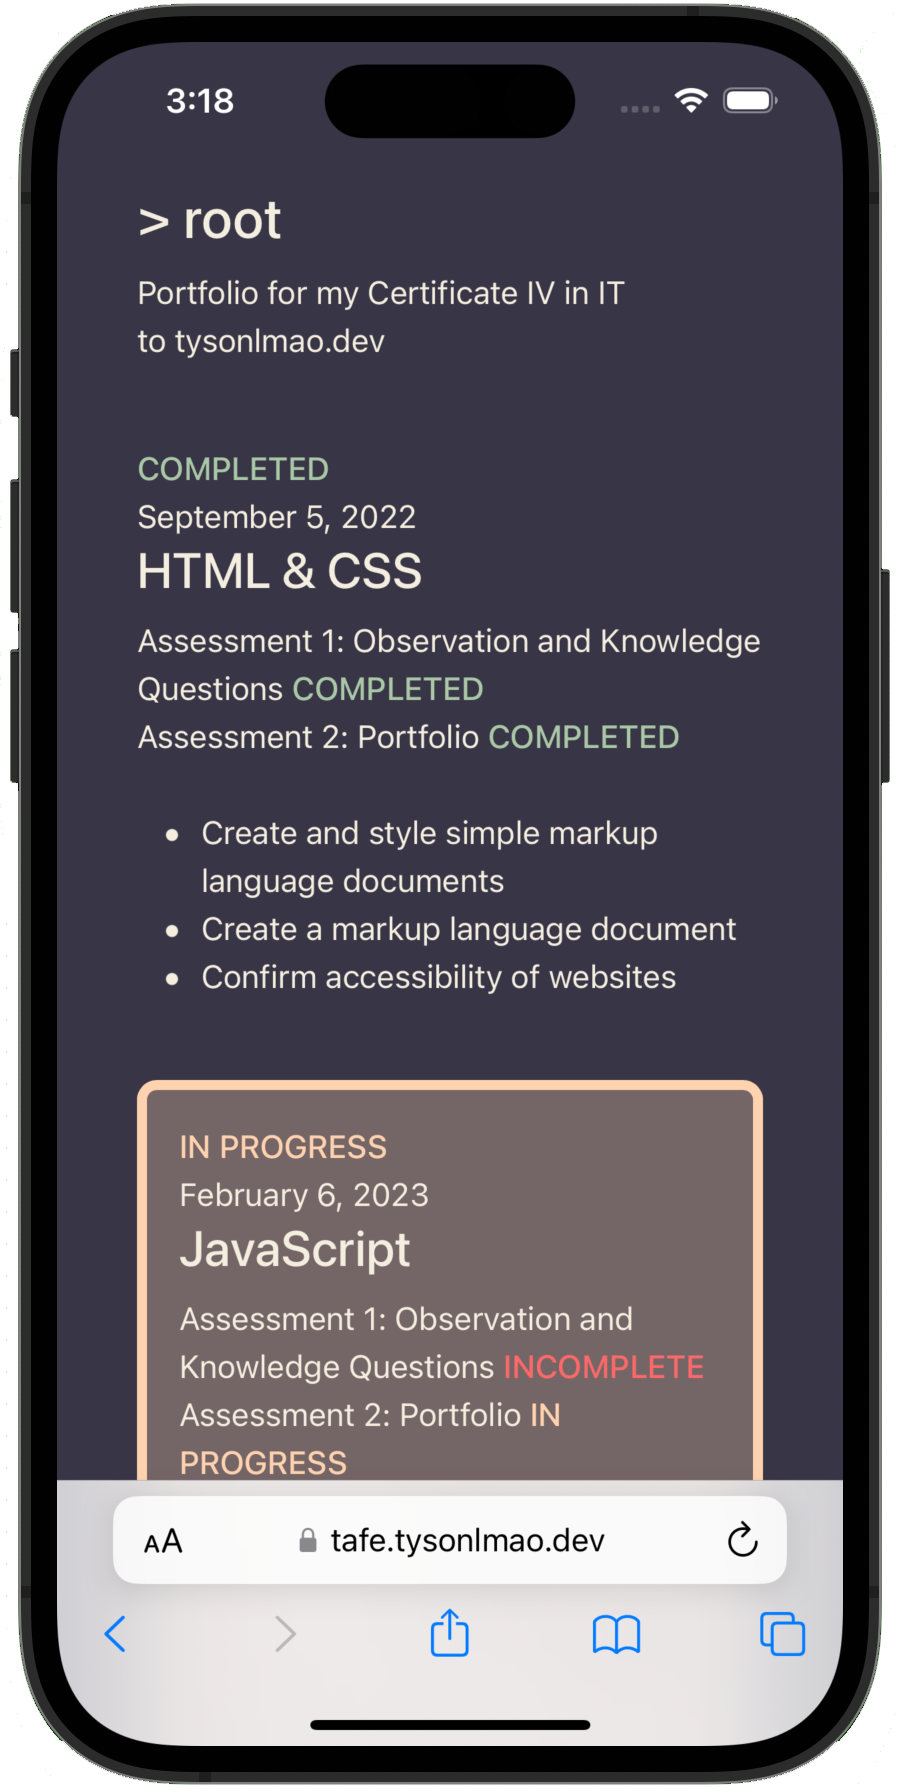 3:18
> root
Portfolio for my Certificate IV in IT
to tysonlmao.dev
COMPLETED
September 5, 2022
HTML & CSS
Assessment 1: Observation and Knowledge
Questions COMPLETED
Assessment 2: Portfolio COMPLETED
• Create and style simple markup
language documents
• Create a markup language document
• Confirm accessibility of websites
IN PROGRESS
February 6, 2023
JavaScript
Assessment 1: Observation and
Knowledge Questions INCOMPLETE
Assessment 2: Portfolio IN
PROGRESS
AA tafe.tysonlmao.dev